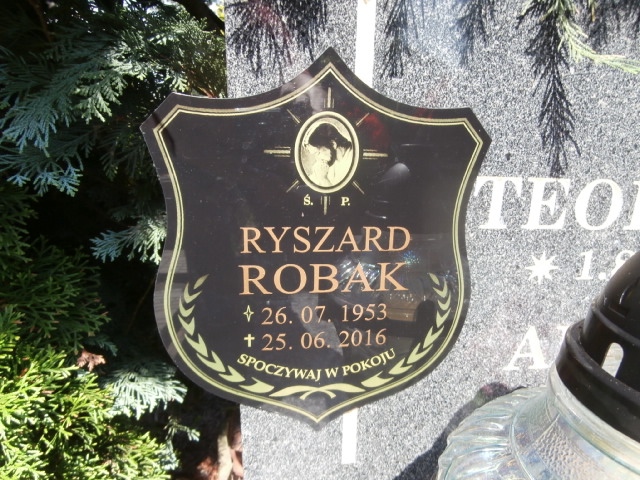 Ś. P.
RYSZARD
ROBAK
✧ 26. 07. 1953
✝ 25. 06. 2016
SPOCZYWAJ W POKOJU